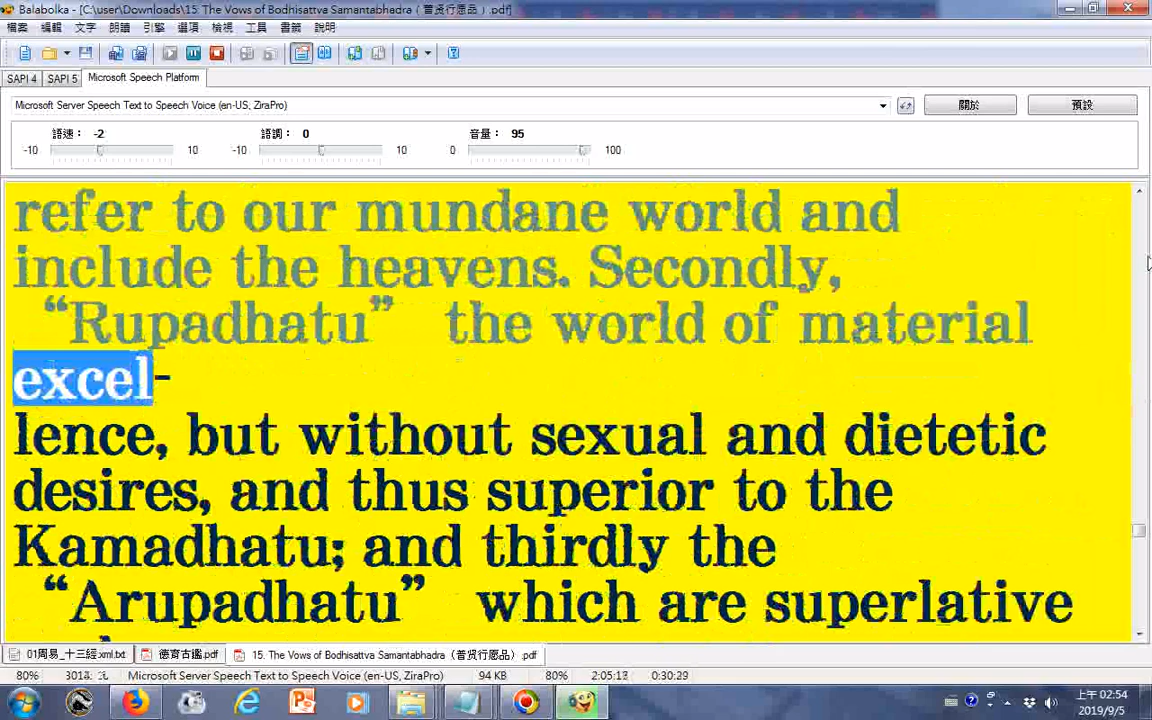 Balabolka - [C:\user\Downloads\15. The Vows of Bodhisattva Samantabhadra (普贤行愿品).pdf]
檔案 編輯 文字 朗讀 引擎 選項 檢視 工具 書籤 說明
SAPI 4 SAPI 5 Microsoft Speech Platform
Microsoft Server Speech Text to Speech Voice (en-US, ZiraPro) 關於 預設
語速: -2 語調: 0 音量: 95
-10 10 -10 10 0 100
refer to our mundane world and
include the heavens. Secondly,
“Rupadhatu” the world of material
excel-
lence, but without sexual and dietetic
desires, and thus superior to the
Kamadhatu; and thirdly the
“Arupadhatu” which are superlative
01周易_十三經.xml.txt 德育古鑑.pdf 15. The Vows of Bodhisattva Samantabhadra (普贤行愿品).pdf
80% Microsoft Server Speech Text to Speech Voice (en-US, ZiraPro) 94 KB 80% 2:05:13 0:30:29
上午 02:54
2019/9/5